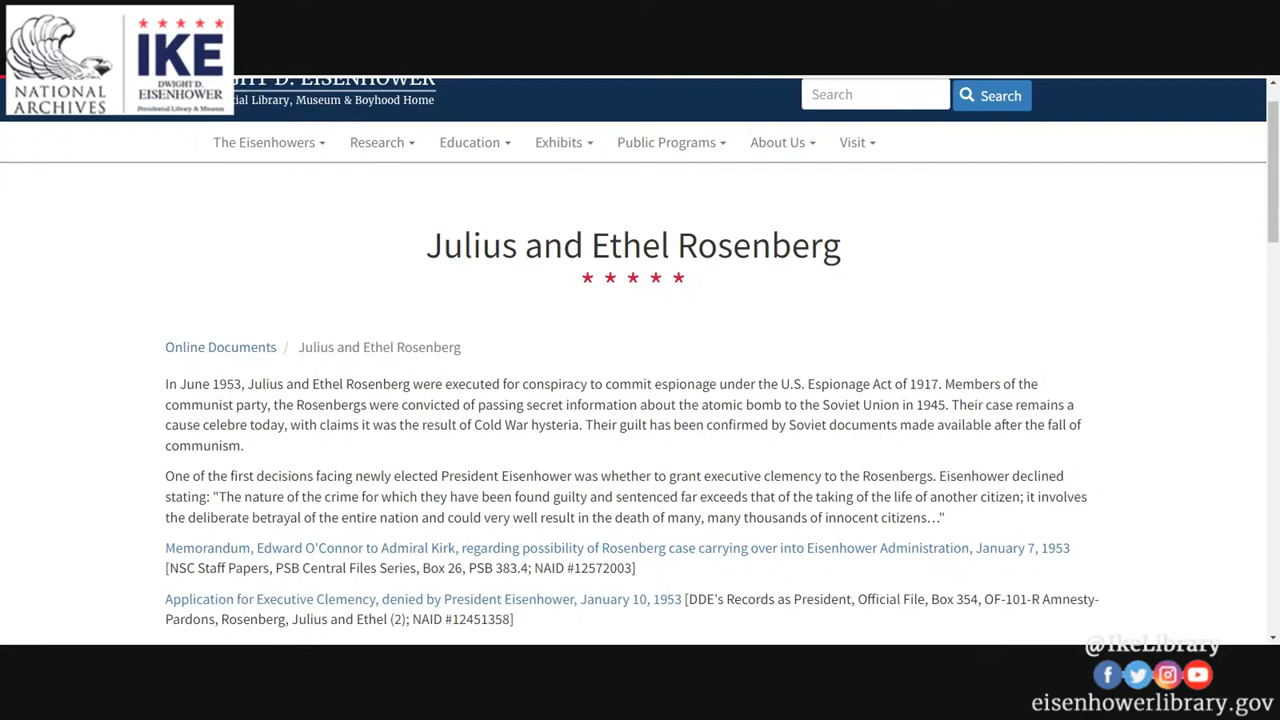 NATIONAL
ARCHIVES
IKE
DWIGHT D.
EISENHOWER
Presidential Library & Museum
GHT D. EISENHOWER
tial Library, Museum & Boyhood Home
Search
Search
The Eisenhowers
Research
Education
Exhibits
Public Programs
About Us
Visit
Julius and Ethel Rosenberg
* * * * *
Online Documents / Julius and Ethel Rosenberg
In June 1953, Julius and Ethel Rosenberg were executed for conspiracy to commit espionage under the U.S. Espionage Act of 1917. Members of the
communist party, the Rosenbergs were convicted of passing secret information about the atomic bomb to the Soviet Union in 1945. Their case remains a
cause celebre today, with claims it was the result of Cold War hysteria. Their guilt has been confirmed by Soviet documents made available after the fall of
communism.
One of the first decisions facing newly elected President Eisenhower was whether to grant executive clemency to the Rosenbergs. Eisenhower declined
stating: "The nature of the crime for which they have been found guilty and sentenced far exceeds that of the taking of the life of another citizen; it involves
the deliberate betrayal of the entire nation and could very well result in the death of many, many thousands of innocent citizens…"
Memorandum, Edward O'Connor to Admiral Kirk, regarding possibility of Rosenberg case carrying over into Eisenhower Administration, January 7, 1953
[NSC Staff Papers, PSB Central Files Series, Box 26, PSB 383.4; NAID #12572003]
Application for Executive Clemency, denied by President Eisenhower, January 10, 1953 [DDE's Records as President, Official File, Box 354, OF-101-R Amnesty-
Pardons, Rosenberg, Julius and Ethel (2); NAID #12451358]
@IkeLibrary
eisenhowerlibrary.gov